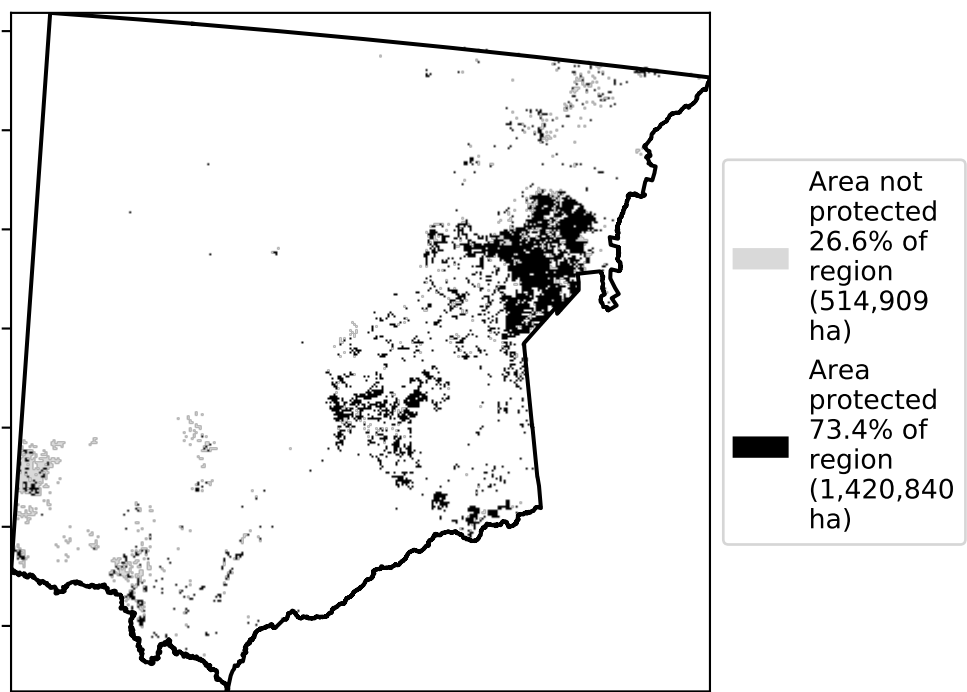 Area not
protected
26.6% of
region
(514,909
ha)
Area
protected
73.4% of
region
(1,420,840
ha)